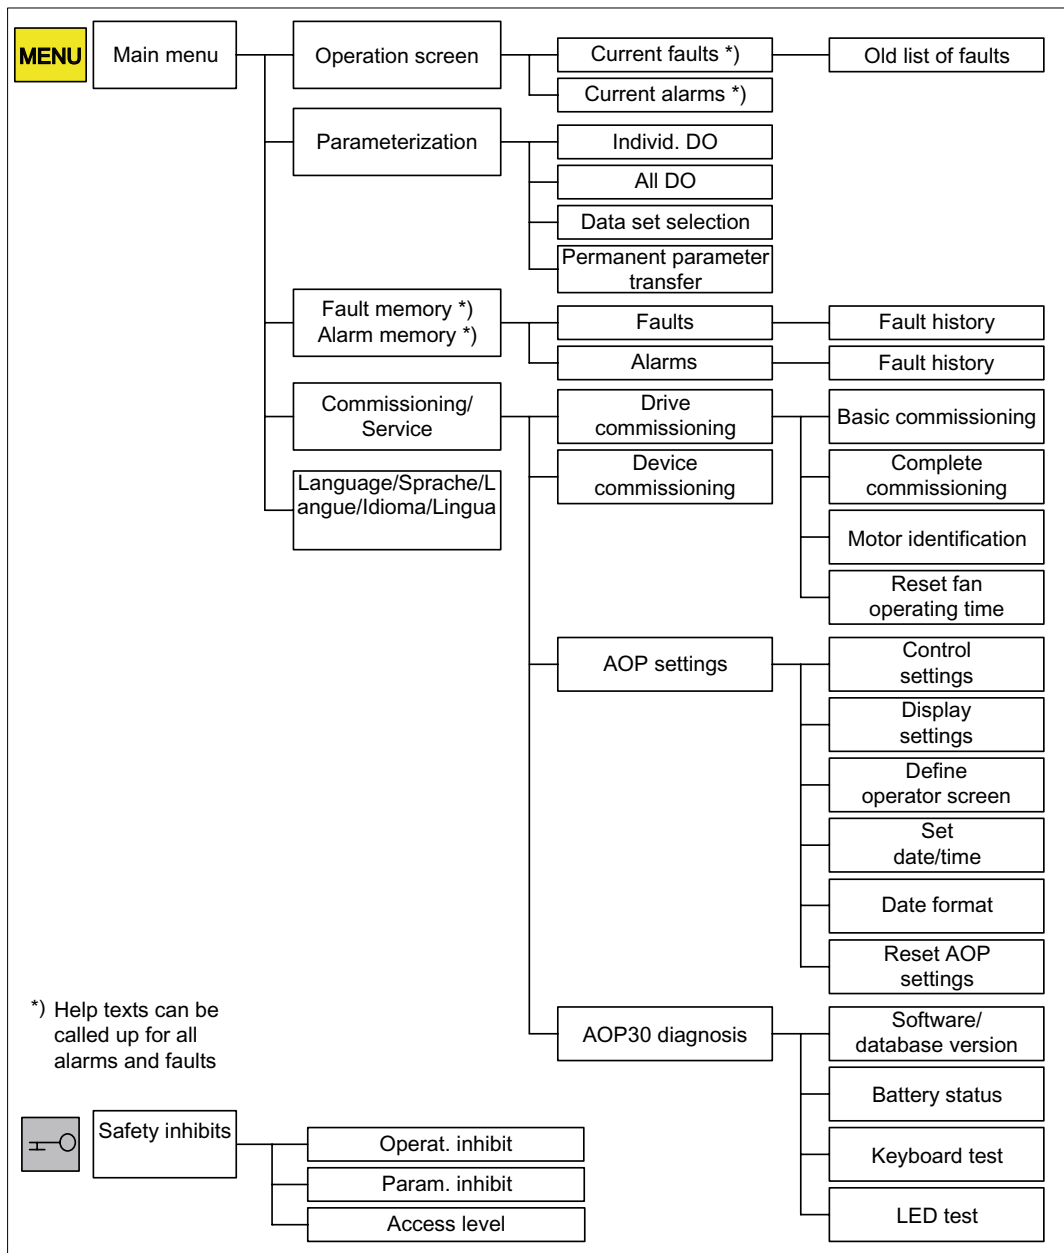 MENU
Main menu
Operation screen
Current faults *)
Old list of faults
Current alarms *)
Parameterization
Individ. DO
All DO
Data set selection
Permanent parameter
transfer
Fault memory *)
Alarm memory *)
Faults
Fault history
Alarms
Fault history
Commissioning/
Service
Drive
commissioning
Basic commissioning
Device
commissioning
Complete
commissioning
Language/Sprache/L
angue/Idioma/Lingua
Motor identification
Reset fan
operating time
AOP settings
Control
settings
Display
settings
Define
operator screen
Set
date/time
Date format
Reset AOP
settings
AOP30 diagnosis
Software/
database version
Battery status
Keyboard test
LED test
*) Help texts can be
called up for all
alarms and faults
Safety inhibits
Operat. inhibit
Param. inhibit
Access level